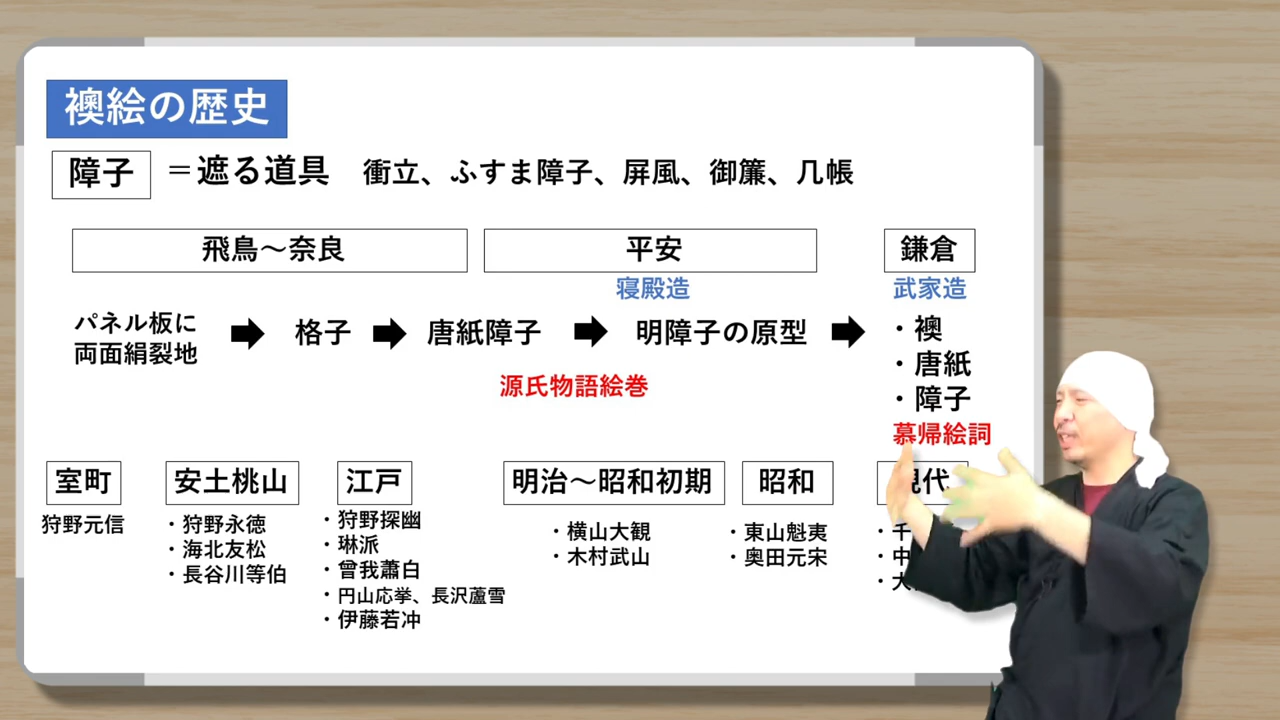 襖絵の歴史
障子 ＝遮る道具 衝立、ふすま障子、屏風、御簾、几帳
飛鳥～奈良 平安 鎌倉
寝殿造 武家造
パネル板に
両面絹裂地
格子 唐紙障子 明障子の原型
・襖
・唐紙
・障子
源氏物語絵巻
慕帰絵詞
室町
狩野元信
安土桃山
・狩野永徳
・海北友松
・長谷川等伯
江戸
・狩野探幽
・琳派
・曾我蕭白
・円山応挙、長沢蘆雪
・伊藤若冲
明治～昭和初期
・横山大観
・木村武山
昭和
・東山魁夷
・奥田元宋
現代
・千
・中
・大